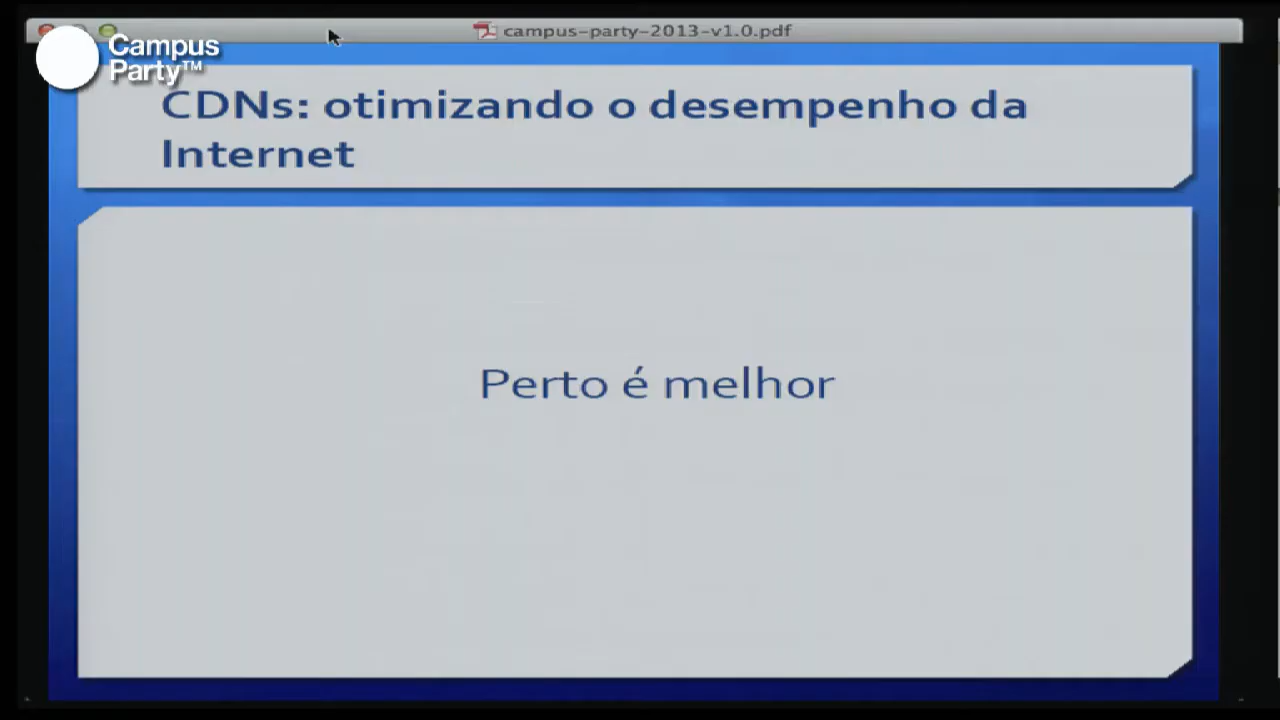 campus-party-2013-v1.0.pdf
Campus
Party™
CDNs: otimizando o desempenho da
Internet
Perto é melhor